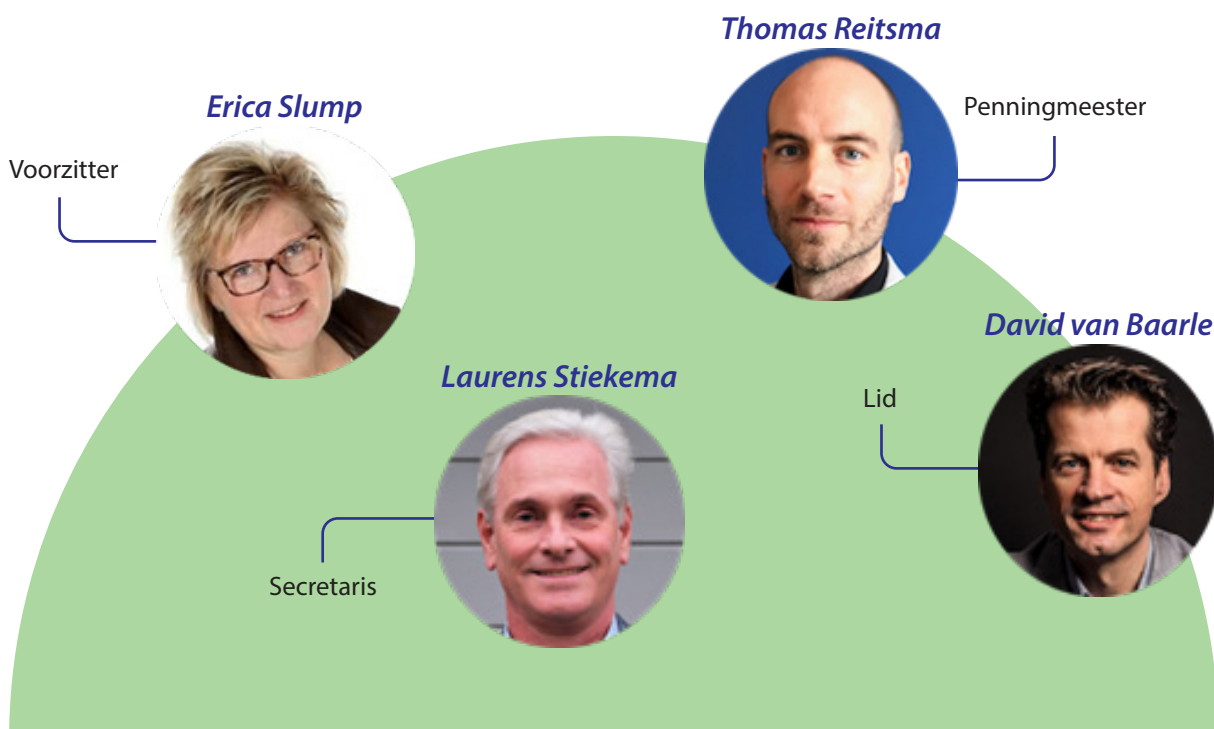 Thomas Reitsma
Penningmeester
Erica Slump
Voorzitter
David van Baarle
Lid
Laurens Stiekema
Secretaris